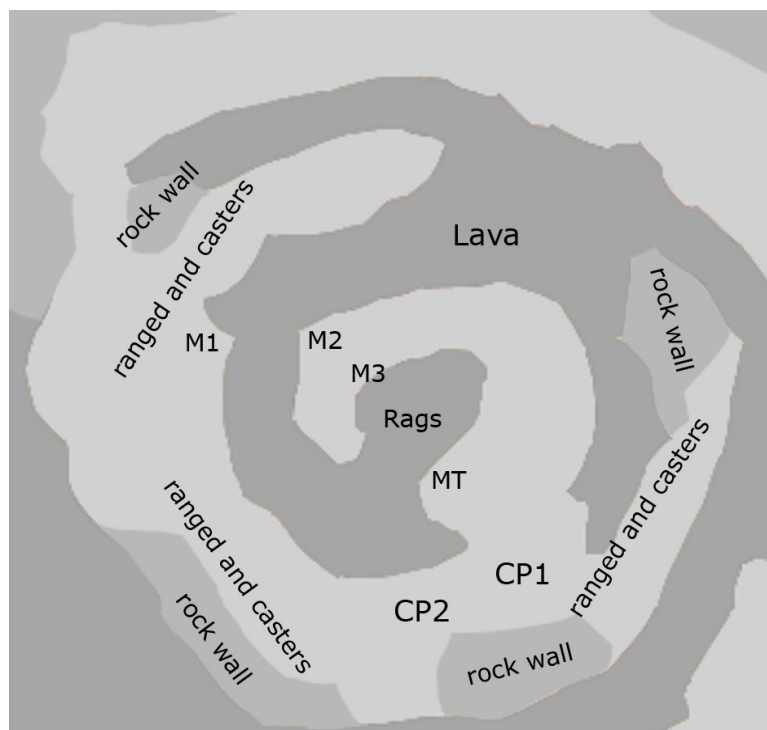 rock wall
ranged and casters
Lava
rock wall
M1
M2
M3
Rags
MT
ranged and casters
ranged and casters
CP1
CP2
rock wall
rock wall